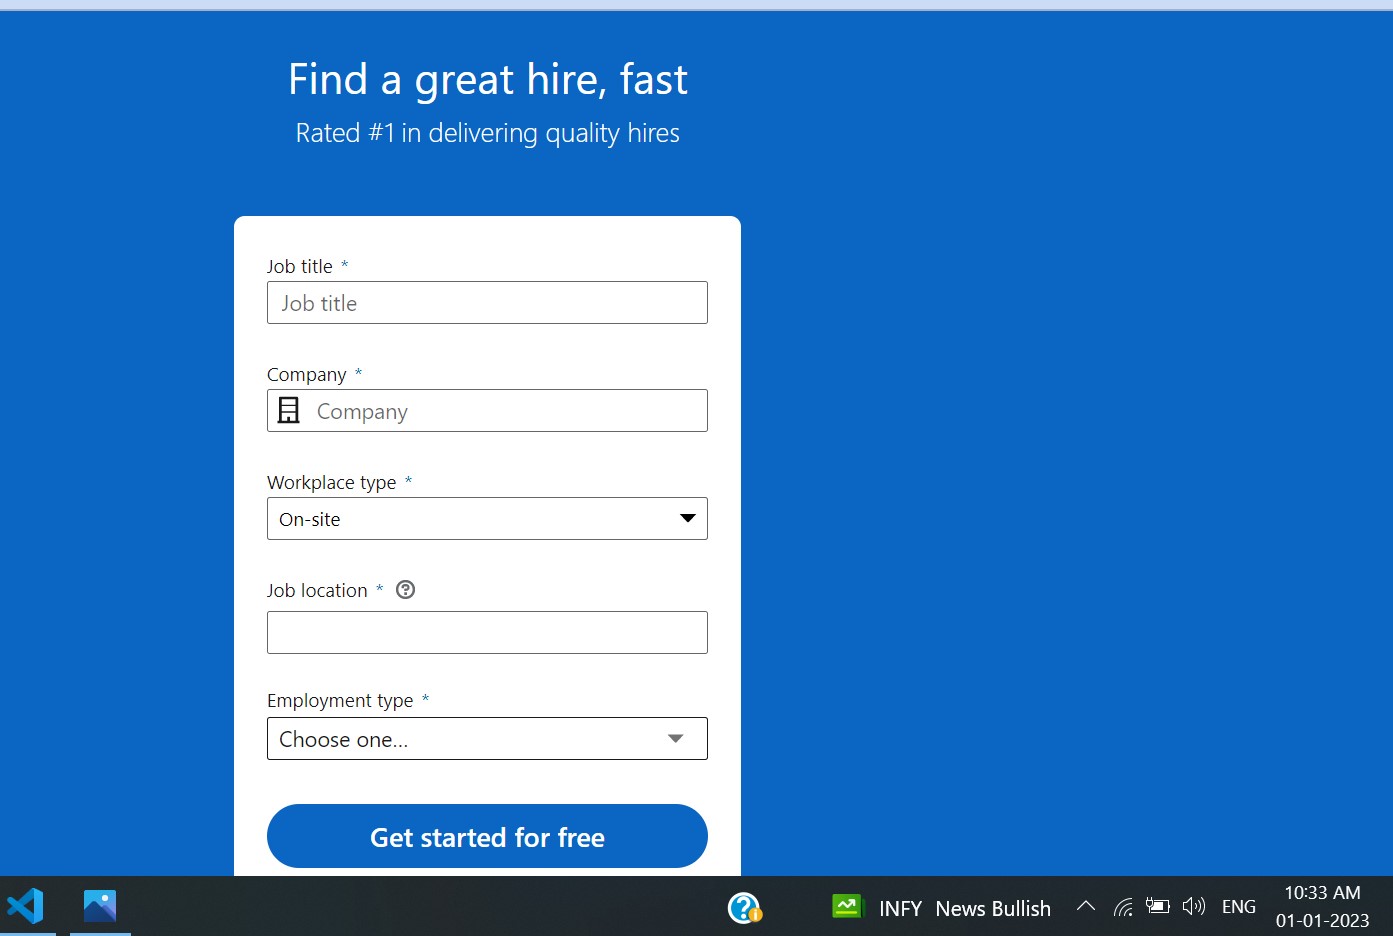 Find a great hire, fast
Rated #1 in delivering quality hires
Job title *
Job title
Company *
Company
Workplace type *
On-site
Job location * ?
Employment type *
Choose one...
Get started for free
INFY News Bullish
ENG
10:33 AM
01-01-2023